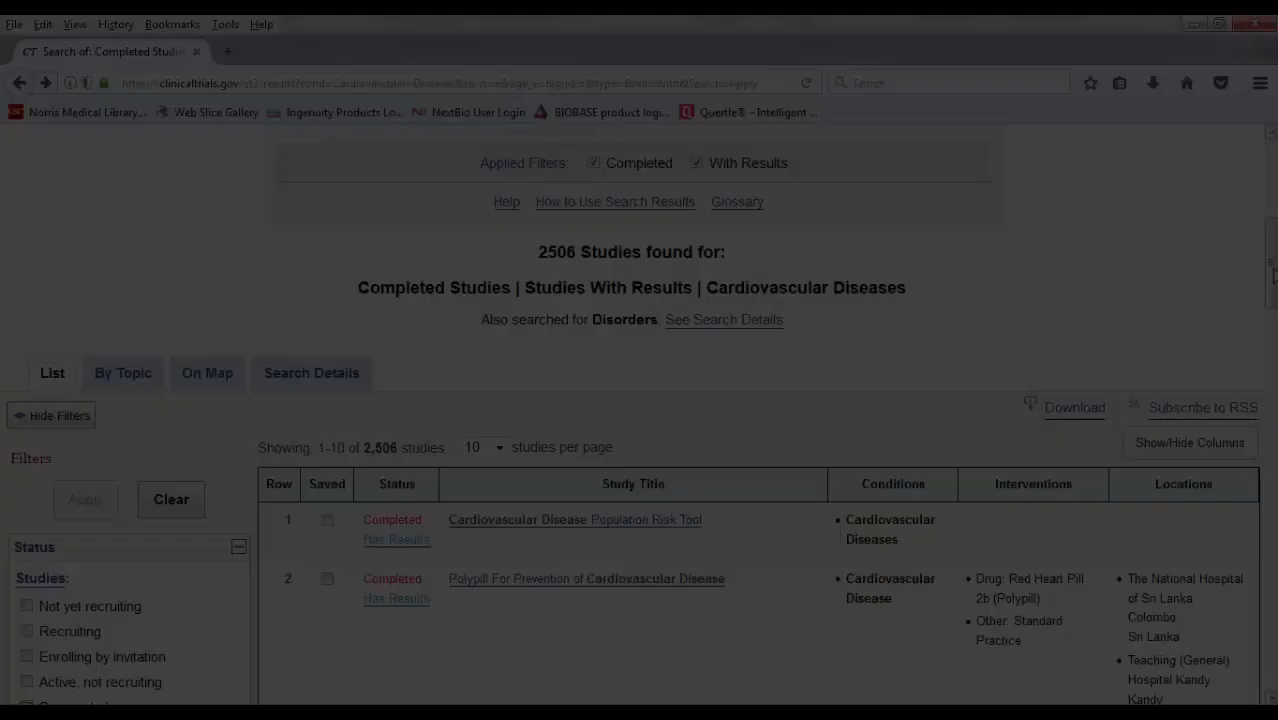 File Edit View History Bookmarks Tools Help
CT Search of: Completed Studie
Search
Norris Medical Library... Web Slice Gallery Ingenuity Products Lo... NextBio User Login BIOBASE product logi... Quertle® - Intelligent ...
Applied Filters: Completed With Results
Help How to Use Search Results Glossary
2506 Studies found for:
Completed Studies | Studies With Results | Cardiovascular Diseases
Also searched for Disorders. See Search Details
List By Topic On Map Search Details
Hide Filters
Download Subscribe to RSS
Showing: 1-10 of 2,506 studies 10 studies per page
Show/Hide Columns
Filters
Apply Clear
Row Saved Status Study Title Conditions Interventions Locations
1 Completed Cardiovascular Disease Population Risk Tool • Cardiovascular
Has Results Diseases
Status
Studies:
2 Completed Polypill For Prevention of Cardiovascular Disease • Cardiovascular • Drug: Red Heart Pill • The National Hospital
Has Results Disease 2b (Polypill) of Sri Lanka
Not yet recruiting
• Other: Standard Colombo
Recruiting
Practice Sri Lanka
Enrolling by invitation
• Teaching (General)
Active, not recruiting
Hospital Kandy
Kandy